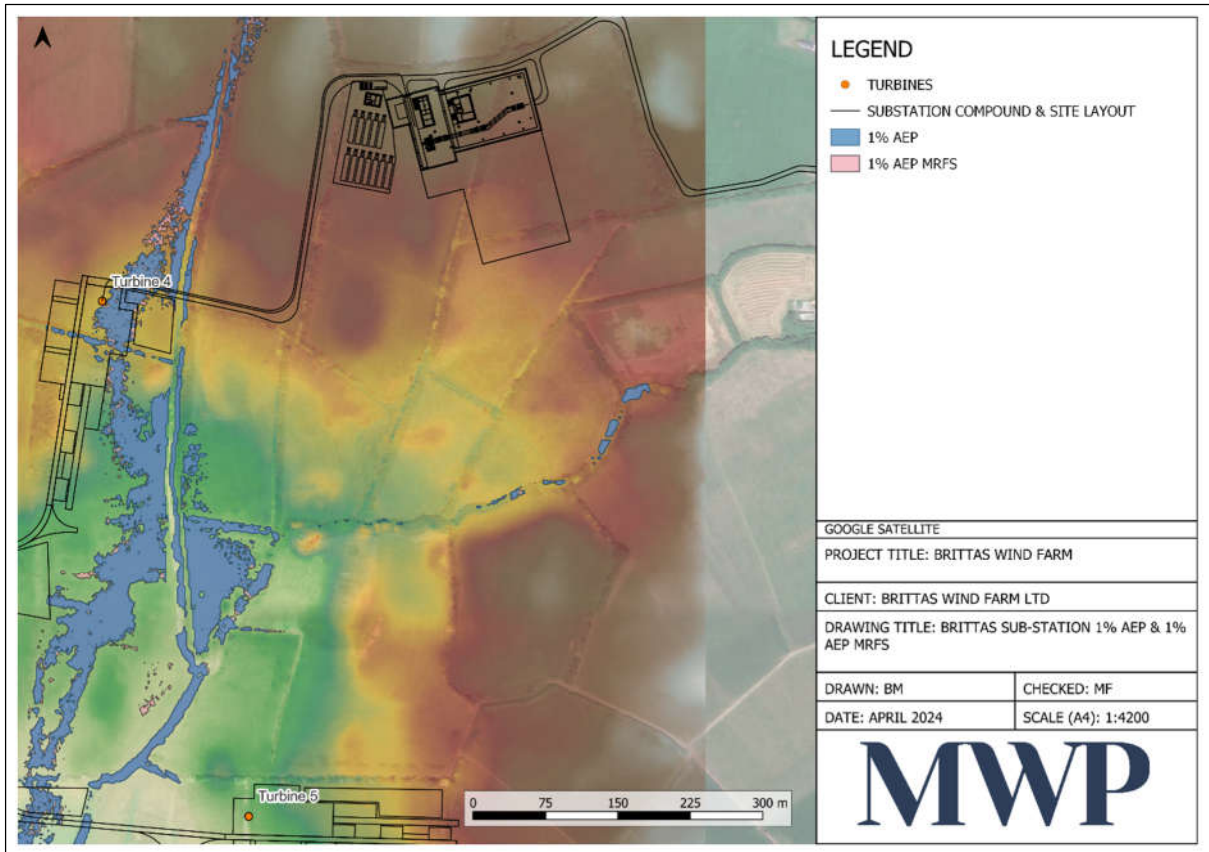 LEGEND
TURBINES
SUBSTATION COMPOUND & SITE LAYOUT
1% AEP
1% AEP MRFS
Turbine 4
Turbine 5
0 75 150 225 300 m
GOOGLE SATELLITE
PROJECT TITLE: BRITTAS WIND FARM
CLIENT: BRITTAS WIND FARM LTD
DRAWING TITLE: BRITTAS SUB-STATION 1% AEP & 1%
AEP MRFS
DRAWN: BM
CHECKED: MF
DATE: APRIL 2024
SCALE (A4): 1:4200
MWP